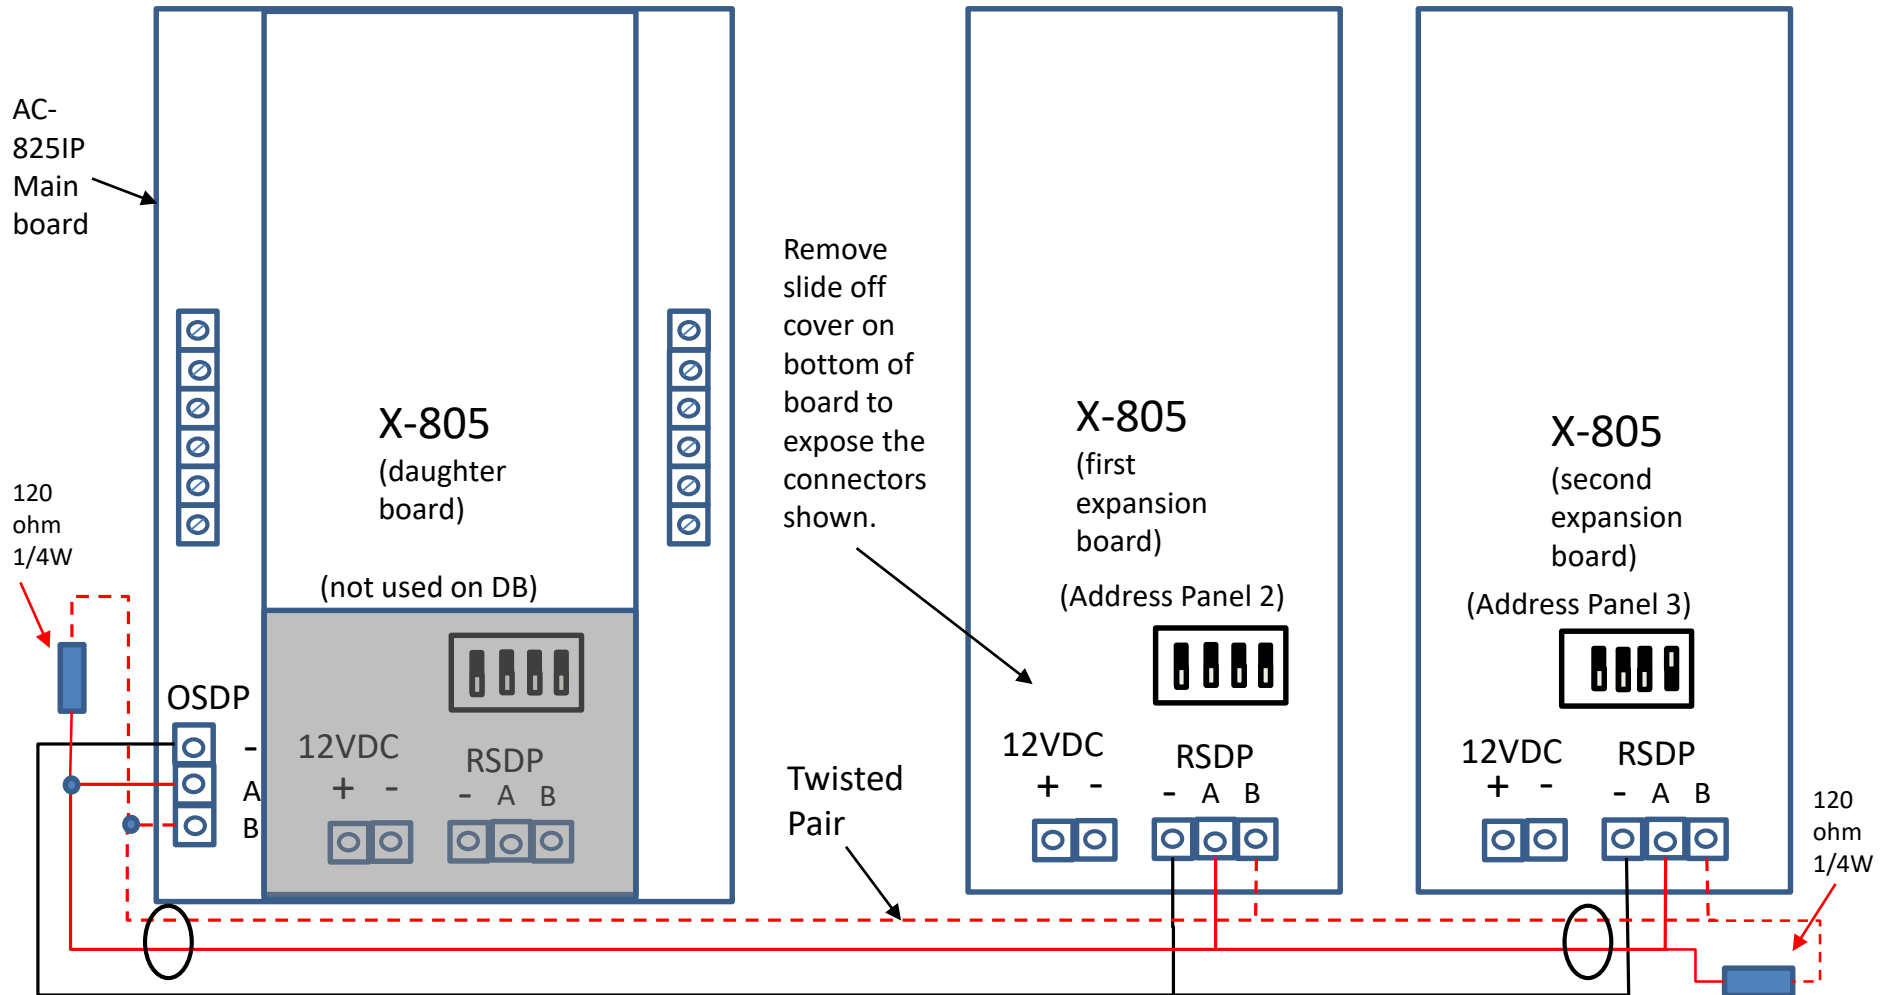 AC-
825IP
Main
board
120
ohm
1/4W
OSDP
-
A
B
X-805
(daughter
board)
(not used on DB)
12VDC
+ -
RSDP
- A B
Remove
slide off
cover on
bottom of
board to
expose the
connectors
shown.
Twisted
Pair
X-805
(first
expansion
board)
(Address Panel 2)
12VDC
+ -
RSDP
- A B
X-805
(second
expansion
board)
(Address Panel 3)
12VDC
+ -
RSDP
- A B
120
ohm
1/4W